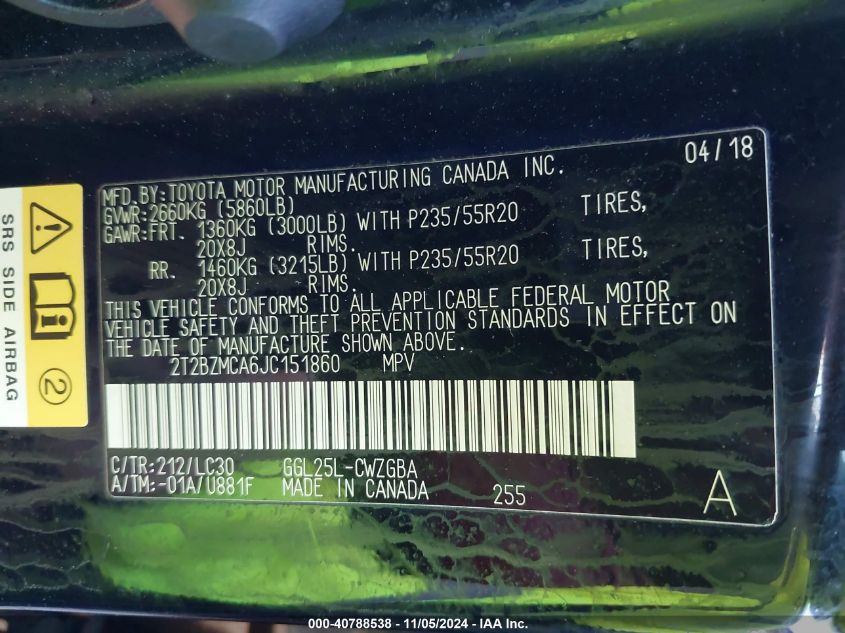 04/18
MFD.BY:TOYOTA MOTOR MANUFACTURING CANADA INC.
GVWR:2660KG (5860LB)
GAWR:FRT. 1360KG (3000LB) WITH P235/55R20 TIRES,
20X8J RIMS.
RR. 1460KG (3215LB) WITH P235/55R20 TIRES,
20X8J RIMS.
THIS VEHICLE CONFORMS TO ALL APPLICABLE FEDERAL MOTOR
VEHICLE SAFETY AND THEFT PREVENTION STANDARDS IN EFFECT ON
THE DATE OF MANUFACTURE SHOWN ABOVE.
2T2BZMCA6JC151860 MPV
C/TR:212/LC30 GGL25L-CWZGBA
A/TM:-01A/U881F MADE IN CANADA 255 A
SRS SIDE AIRBAG
2
000-40788538 - 11/05/2024 - IAA Inc.